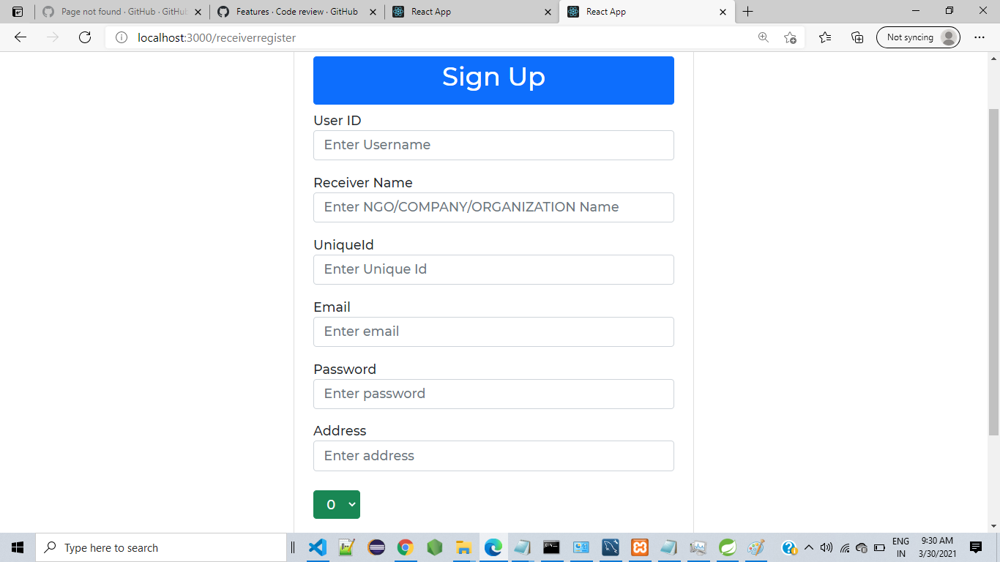 Page not found · GitHub · GitHub
Features · Code review · GitHub
React App
React App
localhost:3000/receiverregister
Not syncing
Sign Up
User ID
Enter Username
Receiver Name
Enter NGO/COMPANY/ORGANIZATION Name
UniqueId
Enter Unique Id
Email
Enter email
Password
Enter password
Address
Enter address
0
Type here to search
ENG
IN
9:30 AM
3/30/2021